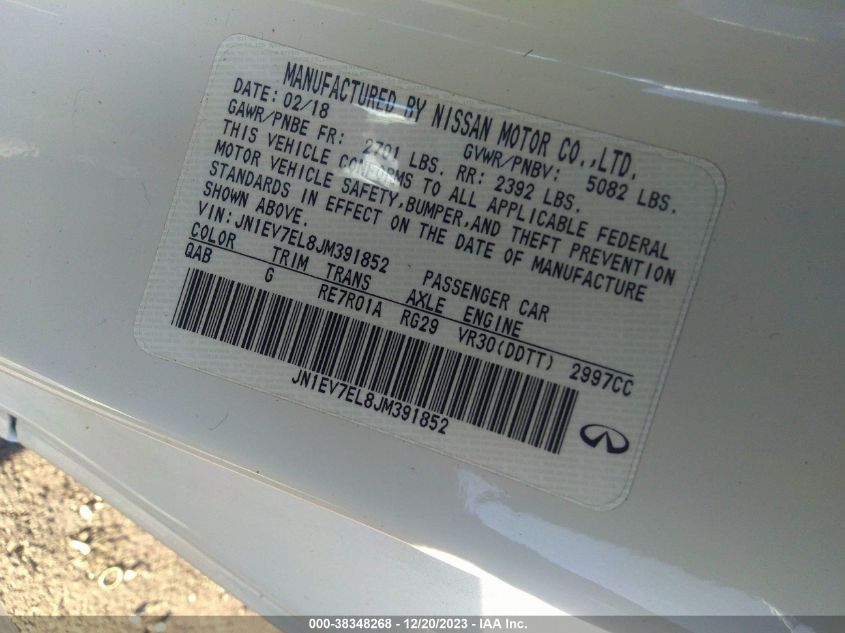 MANUFACTURED BY NISSAN MOTOR CO.,LTD.
DATE: 02/18 GVWR/PNBV: 5082 LBS.
GAWR/PNBE FR: 2701 LBS. RR: 2392 LBS.
THIS VEHICLE CONFORMS TO ALL APPLICABLE FEDERAL
MOTOR VEHICLE SAFETY,BUMPER,AND THEFT PREVENTION
STANDARDS IN EFFECT ON THE DATE OF MANUFACTURE
SHOWN ABOVE.
VIN: JN1EV7EL8JM391852 PASSENGER CAR
COLOR TRIM TRANS AXLE ENGINE
QAB G RE7R01A RG29 VR30(DDTT) 2997CC
JN1EV7EL8JM391852
000-38348268 - 12/20/2023 - IAA Inc.